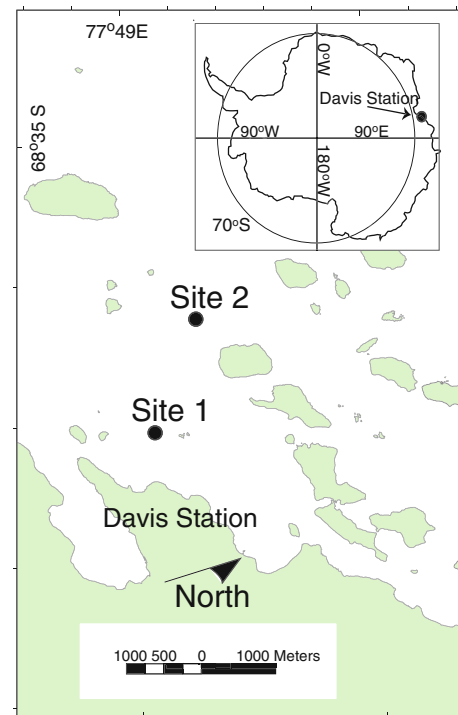 77°49E
68°35 S
0°W
Davis Station
90°W
90°E
180°W
70°S
Site 2
Site 1
Davis Station
North
1000 500 0 1000 Meters